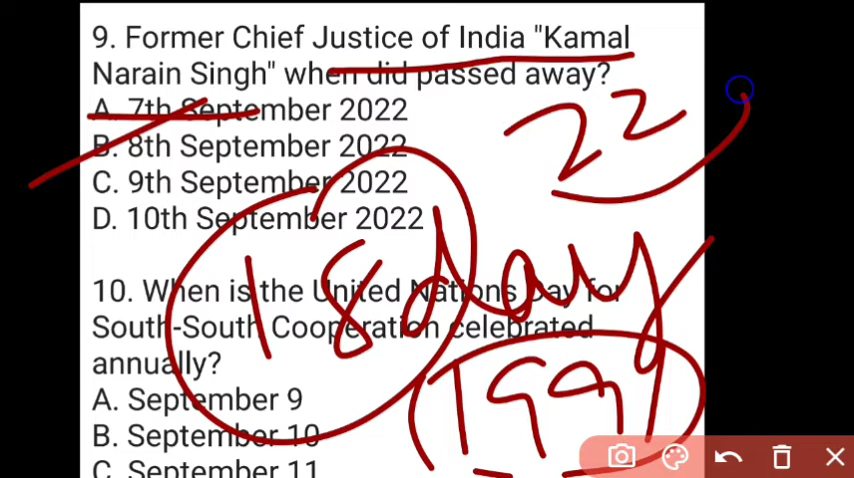 9. Former Chief Justice of India "Kamal
Narain Singh" when did passed away?
A. 7th September 2022
B. 8th September 2022
C. 9th September 2022
D. 10th September 2022
22
18 day
10. When is the United Nations Day for
South-South Cooperation celebrated
annually?
1991
A. September 9
B. September 10
C. September 11